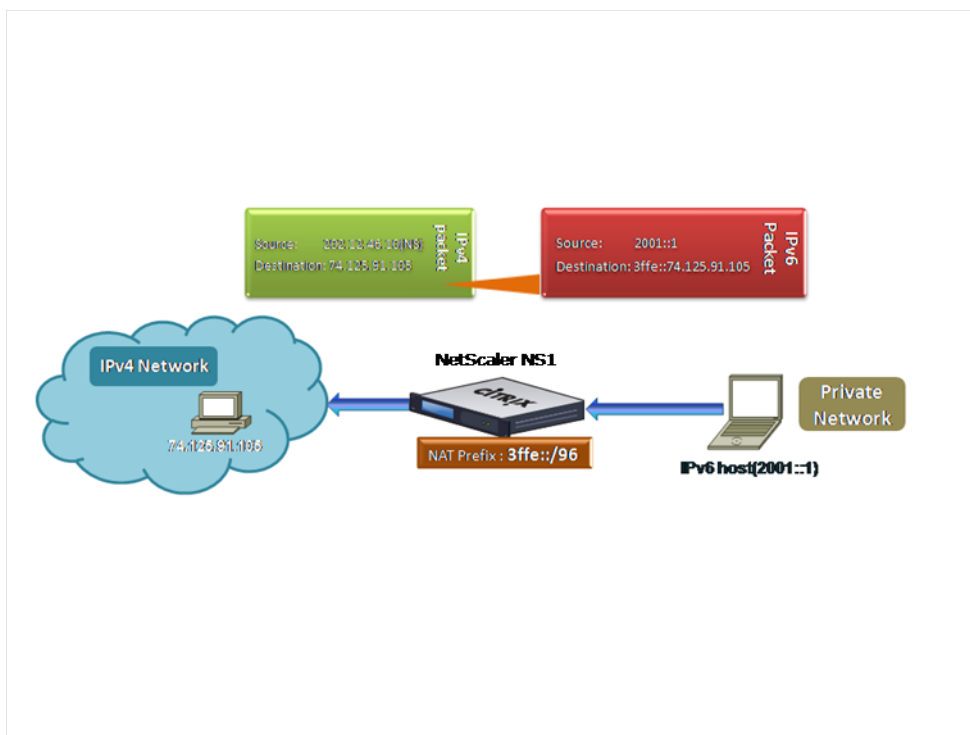 Source: 202.12.46.10(NS)
Destination: 74.125.91.105
IPv4
packet
Source: 2001::1
Destination: 3ffe::74.125.91.105
IPv6
Packet
IPv4 Network
74.125.91.105
NetScaler NS1
CITRIX
NAT Prefix : 3ffe::/96
Private
Network
IPv6 host(2001::1)